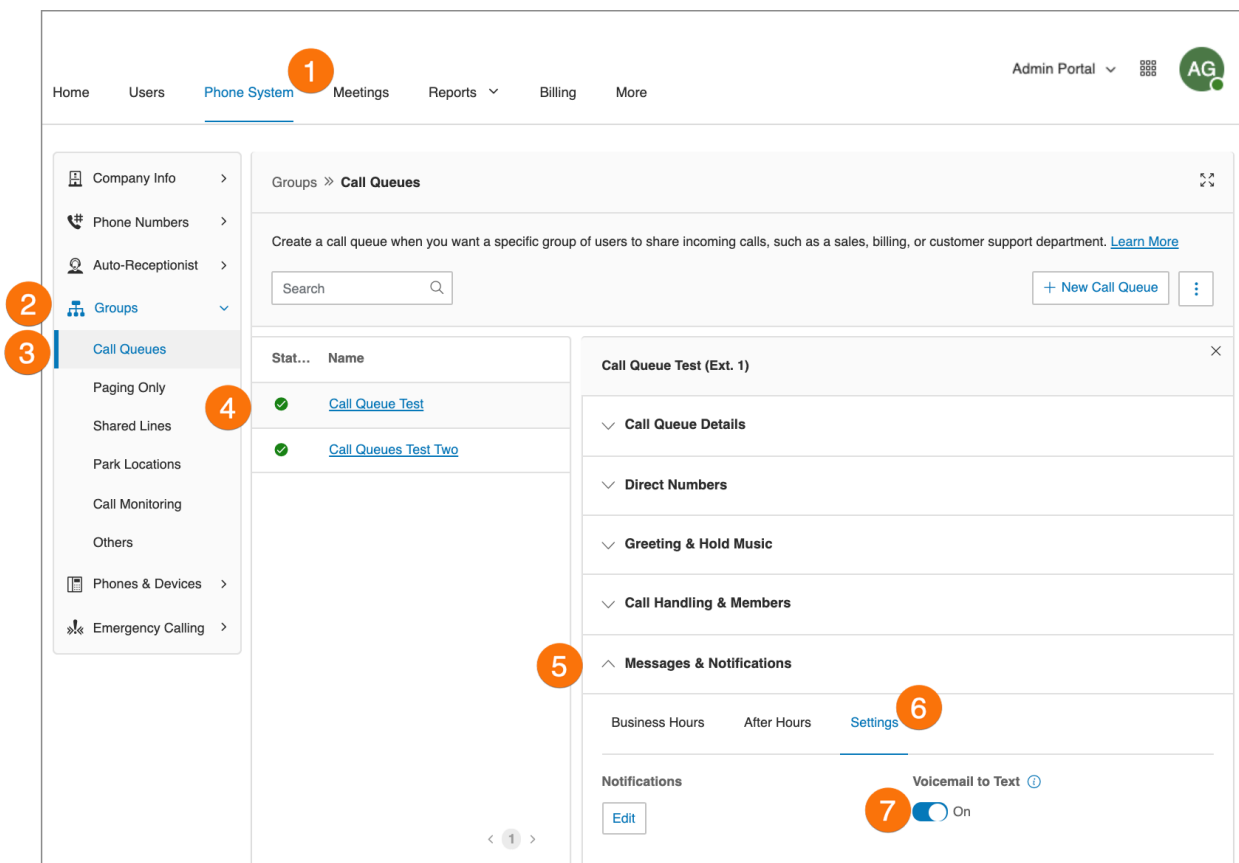 Admin Portal
AG
1
Home Users Phone System Meetings Reports Billing More
Company Info
Phone Numbers
Auto-Receptionist
2
Groups
3
Call Queues
Paging Only
Shared Lines
Park Locations
Call Monitoring
Others
Phones & Devices
Emergency Calling
Groups » Call Queues
Create a call queue when you want a specific group of users to share incoming calls, such as a sales, billing, or customer support department. Learn More
Search
+ New Call Queue
Stat... Name
4
Call Queue Test
Call Queues Test Two
< 1 >
Call Queue Test (Ext. 1)
Call Queue Details
Direct Numbers
Greeting & Hold Music
Call Handling & Members
5
Messages & Notifications
Business Hours After Hours Settings
6
Notifications
Edit
Voicemail to Text
7
On